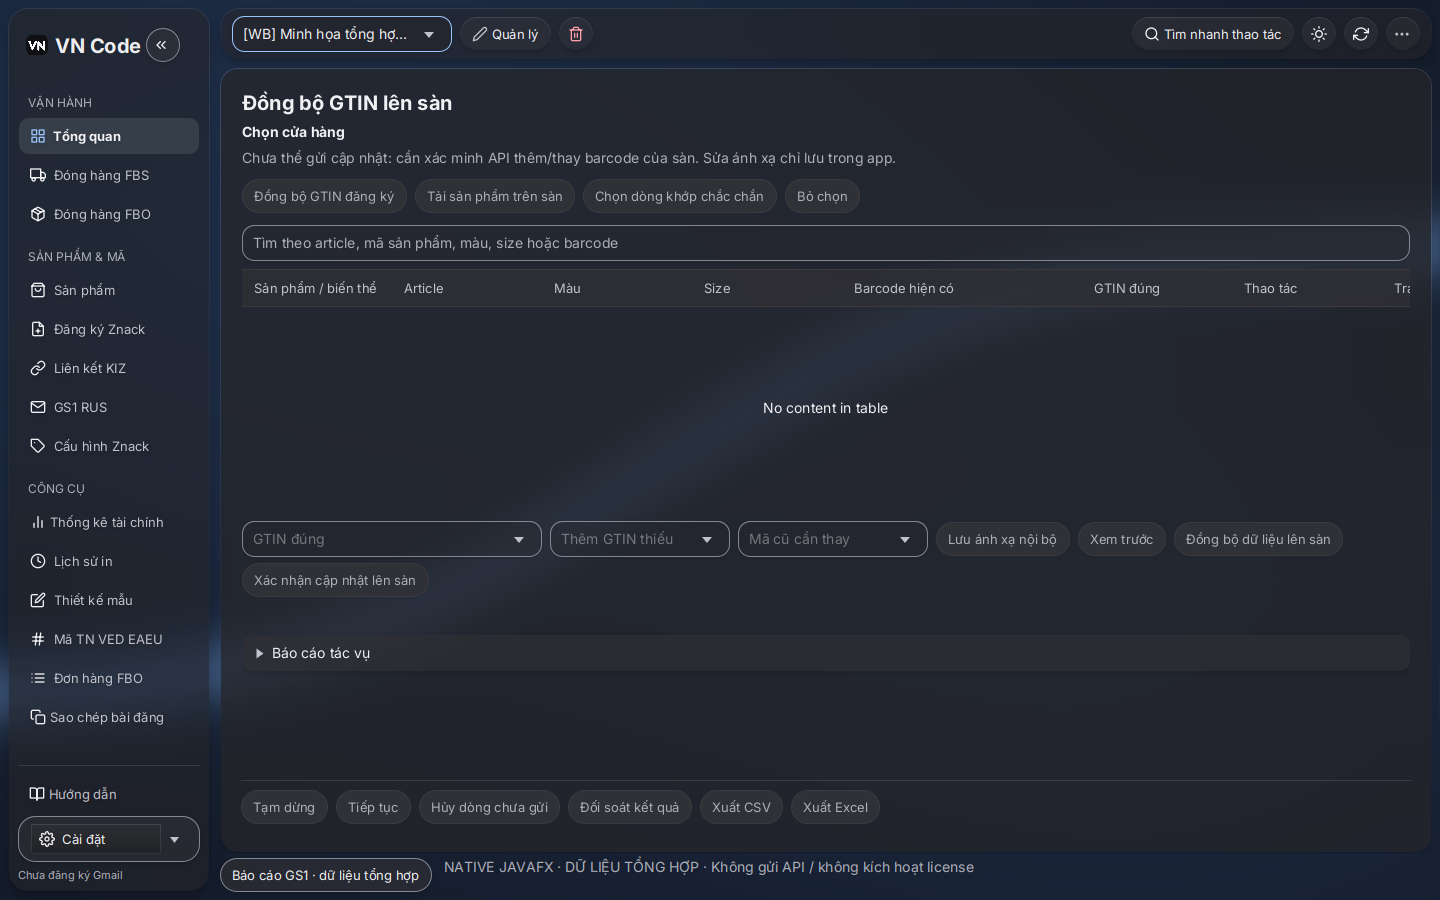 VN Code
VẬN HÀNH
Tổng quan
Đóng hàng FBS
Đóng hàng FBO
SẢN PHẨM & MÃ
Sản phẩm
Đăng ký Znack
Liên kết KIZ
GS1 RUS
Cấu hình Znack
CÔNG CỤ
Thống kê tài chính
Lịch sử in
Thiết kế mẫu
Mã TN VED EAEU
Đơn hàng FBO
Sao chép bài đăng
Hướng dẫn
Cài đặt
Chưa đăng ký Gmail
[WB] Minh họa tổng hợ... Quản lý Tìm nhanh thao tác
Đồng bộ GTIN lên sàn
Chọn cửa hàng
Chưa thể gửi cập nhật: cần xác minh API thêm/thay barcode của sàn. Sửa ánh xạ chỉ lưu trong app.
Đồng bộ GTIN đăng ký Tải sản phẩm trên sàn Chọn dòng khớp chắc chắn Bỏ chọn
Tìm theo article, mã sản phẩm, màu, size hoặc barcode
Sản phẩm / biến thể Article Màu Size Barcode hiện có GTIN đúng Thao tác Tra
No content in table
GTIN đúng Thêm GTIN thiếu Mã cũ cần thay Lưu ánh xạ nội bộ Xem trước Đồng bộ dữ liệu lên sàn
Xác nhận cập nhật lên sàn
Báo cáo tác vụ
Tạm dừng Tiếp tục Hủy dòng chưa gửi Đối soát kết quả Xuất CSV Xuất Excel
Báo cáo GS1 · dữ liệu tổng hợp NATIVE JAVAFX · DỮ LIỆU TỔNG HỢP · Không gửi API / không kích hoạt license